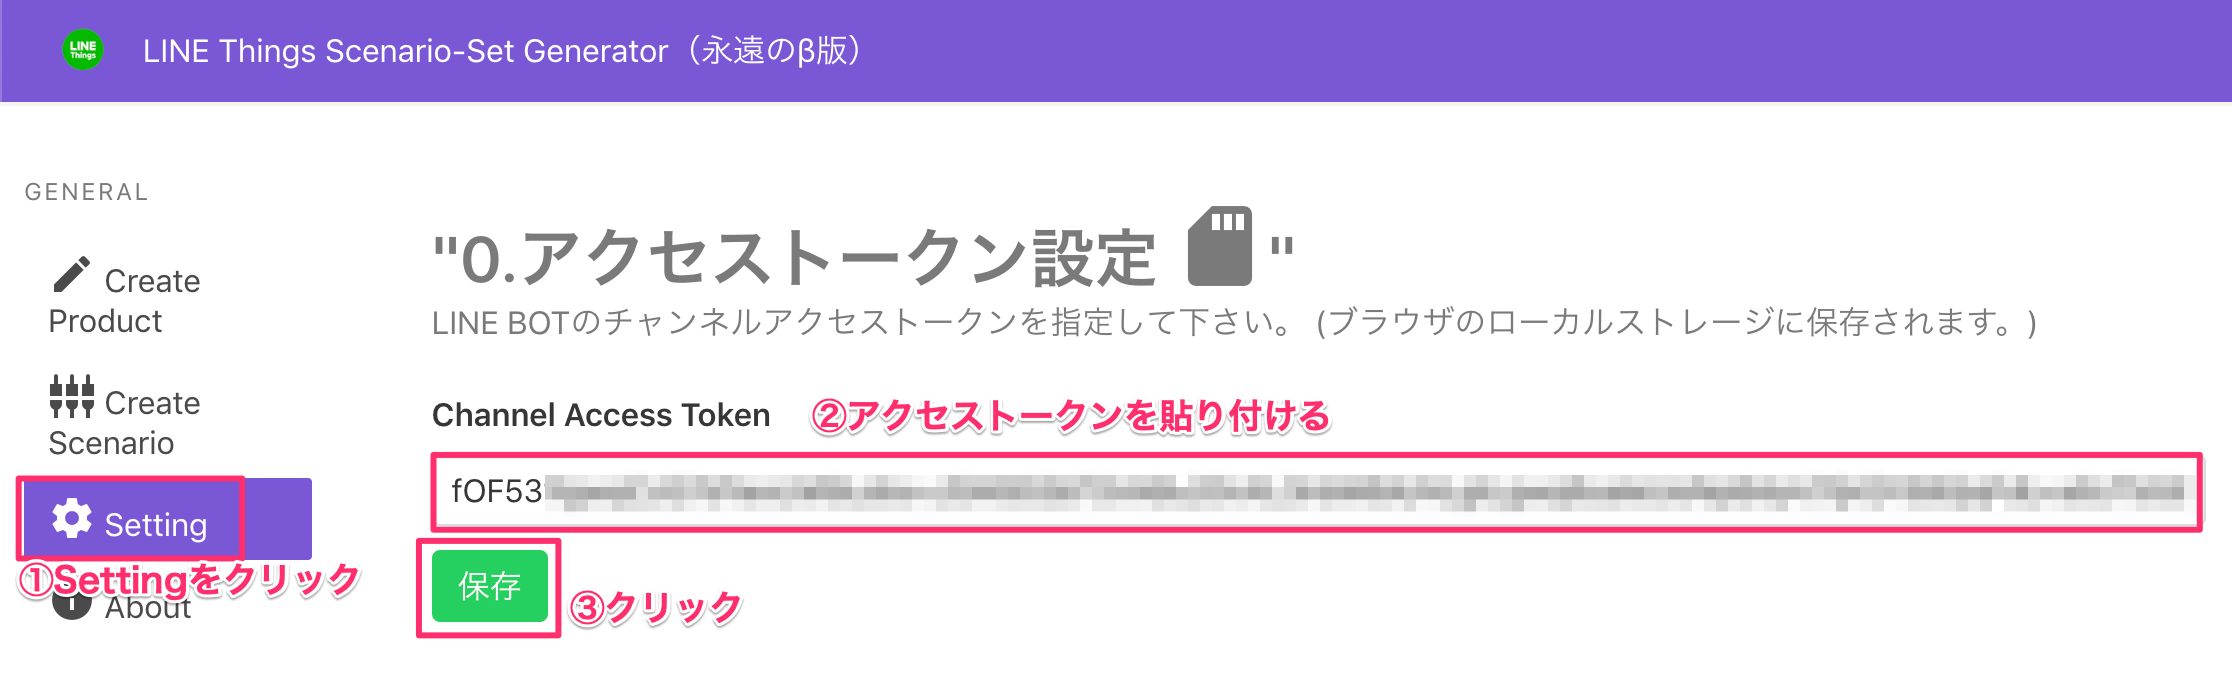 LINE Things
LINE Things Scenario-Set Generator（永遠のβ版）
GENERAL
Create
Product
Create
Scenario
Setting
①Settingをクリック
About
"0.アクセストークン設定 "
LINE BOTのチャンネルアクセストークンを指定して下さい。 (ブラウザのローカルストレージに保存されます。)
Channel Access Token ②アクセストークンを貼り付ける
fOF53
保存
③クリック